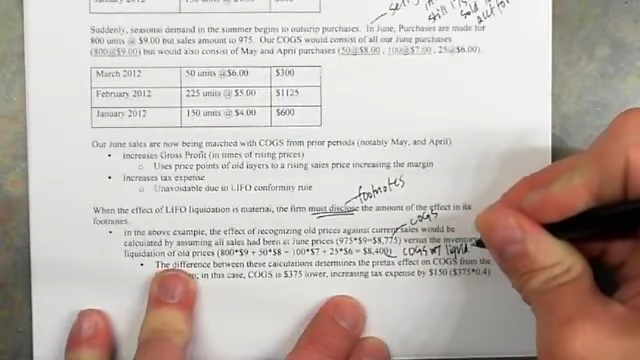 Suddenly, seasonal demand in the summer begins to outstrip purchases. In June, Purchases are made for
800 units @ $9.00 but sales amount to 975. Our COGS would consist of all our June purchases
(800@$9.00) but would also consist of May and April purchases (50@$8.00, 100@$7.00, 25@$6.00)
March 2012 50 units @$6.00 $300
February 2012 225 units @ $5.00 $1125
January 2012 150 units @ $4.00 $600
Our June sales are now being matched with COGS from prior periods (notably May, and April)
• increases Gross Profit (in times of rising prices)
o Uses price points of old layers to a rising sales price increasing the margin
• increases tax expense
o Unavoidable due to LIFO conformity rule
footnotes
When the effect of LIFO liquidation is material, the firm must disclose the amount of the effect in its
footnotes.
COGS
• in the above example, the effect of recognizing old prices against current sales would be
calculated by assuming all sales had been at June prices (975*$9=$8,775) versus the inventory
liquidation of old prices (800*$9 + 50*$8 - 100*$7 + 25*$6 = $8,400) COGS w/ liquid
• The difference between these calculations determines the pretax effect on COGS from the
in this case, COGS is $375 lower, increasing tax expense by $150 ($375*0.4)